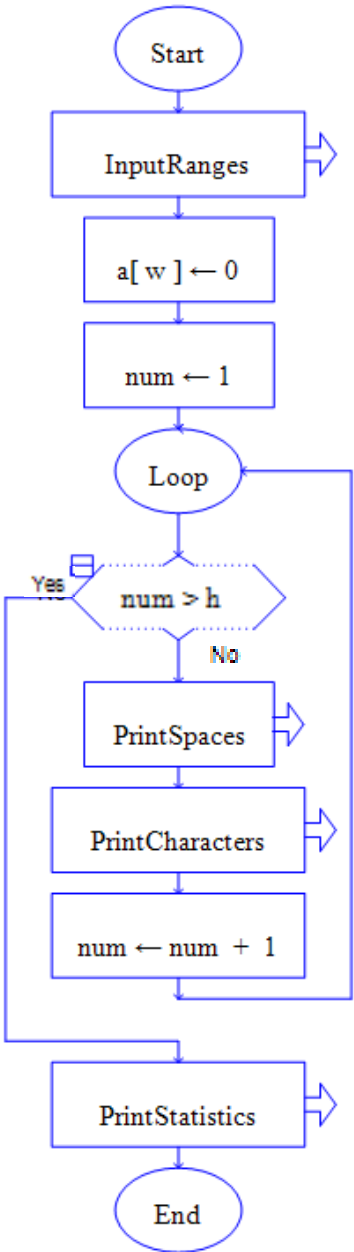 Start
InputRanges
a[ w ] ← 0
num ← 1
Loop
Yes
num > h
No
PrintSpaces
PrintCharacters
num ← num + 1
PrintStatistics
End